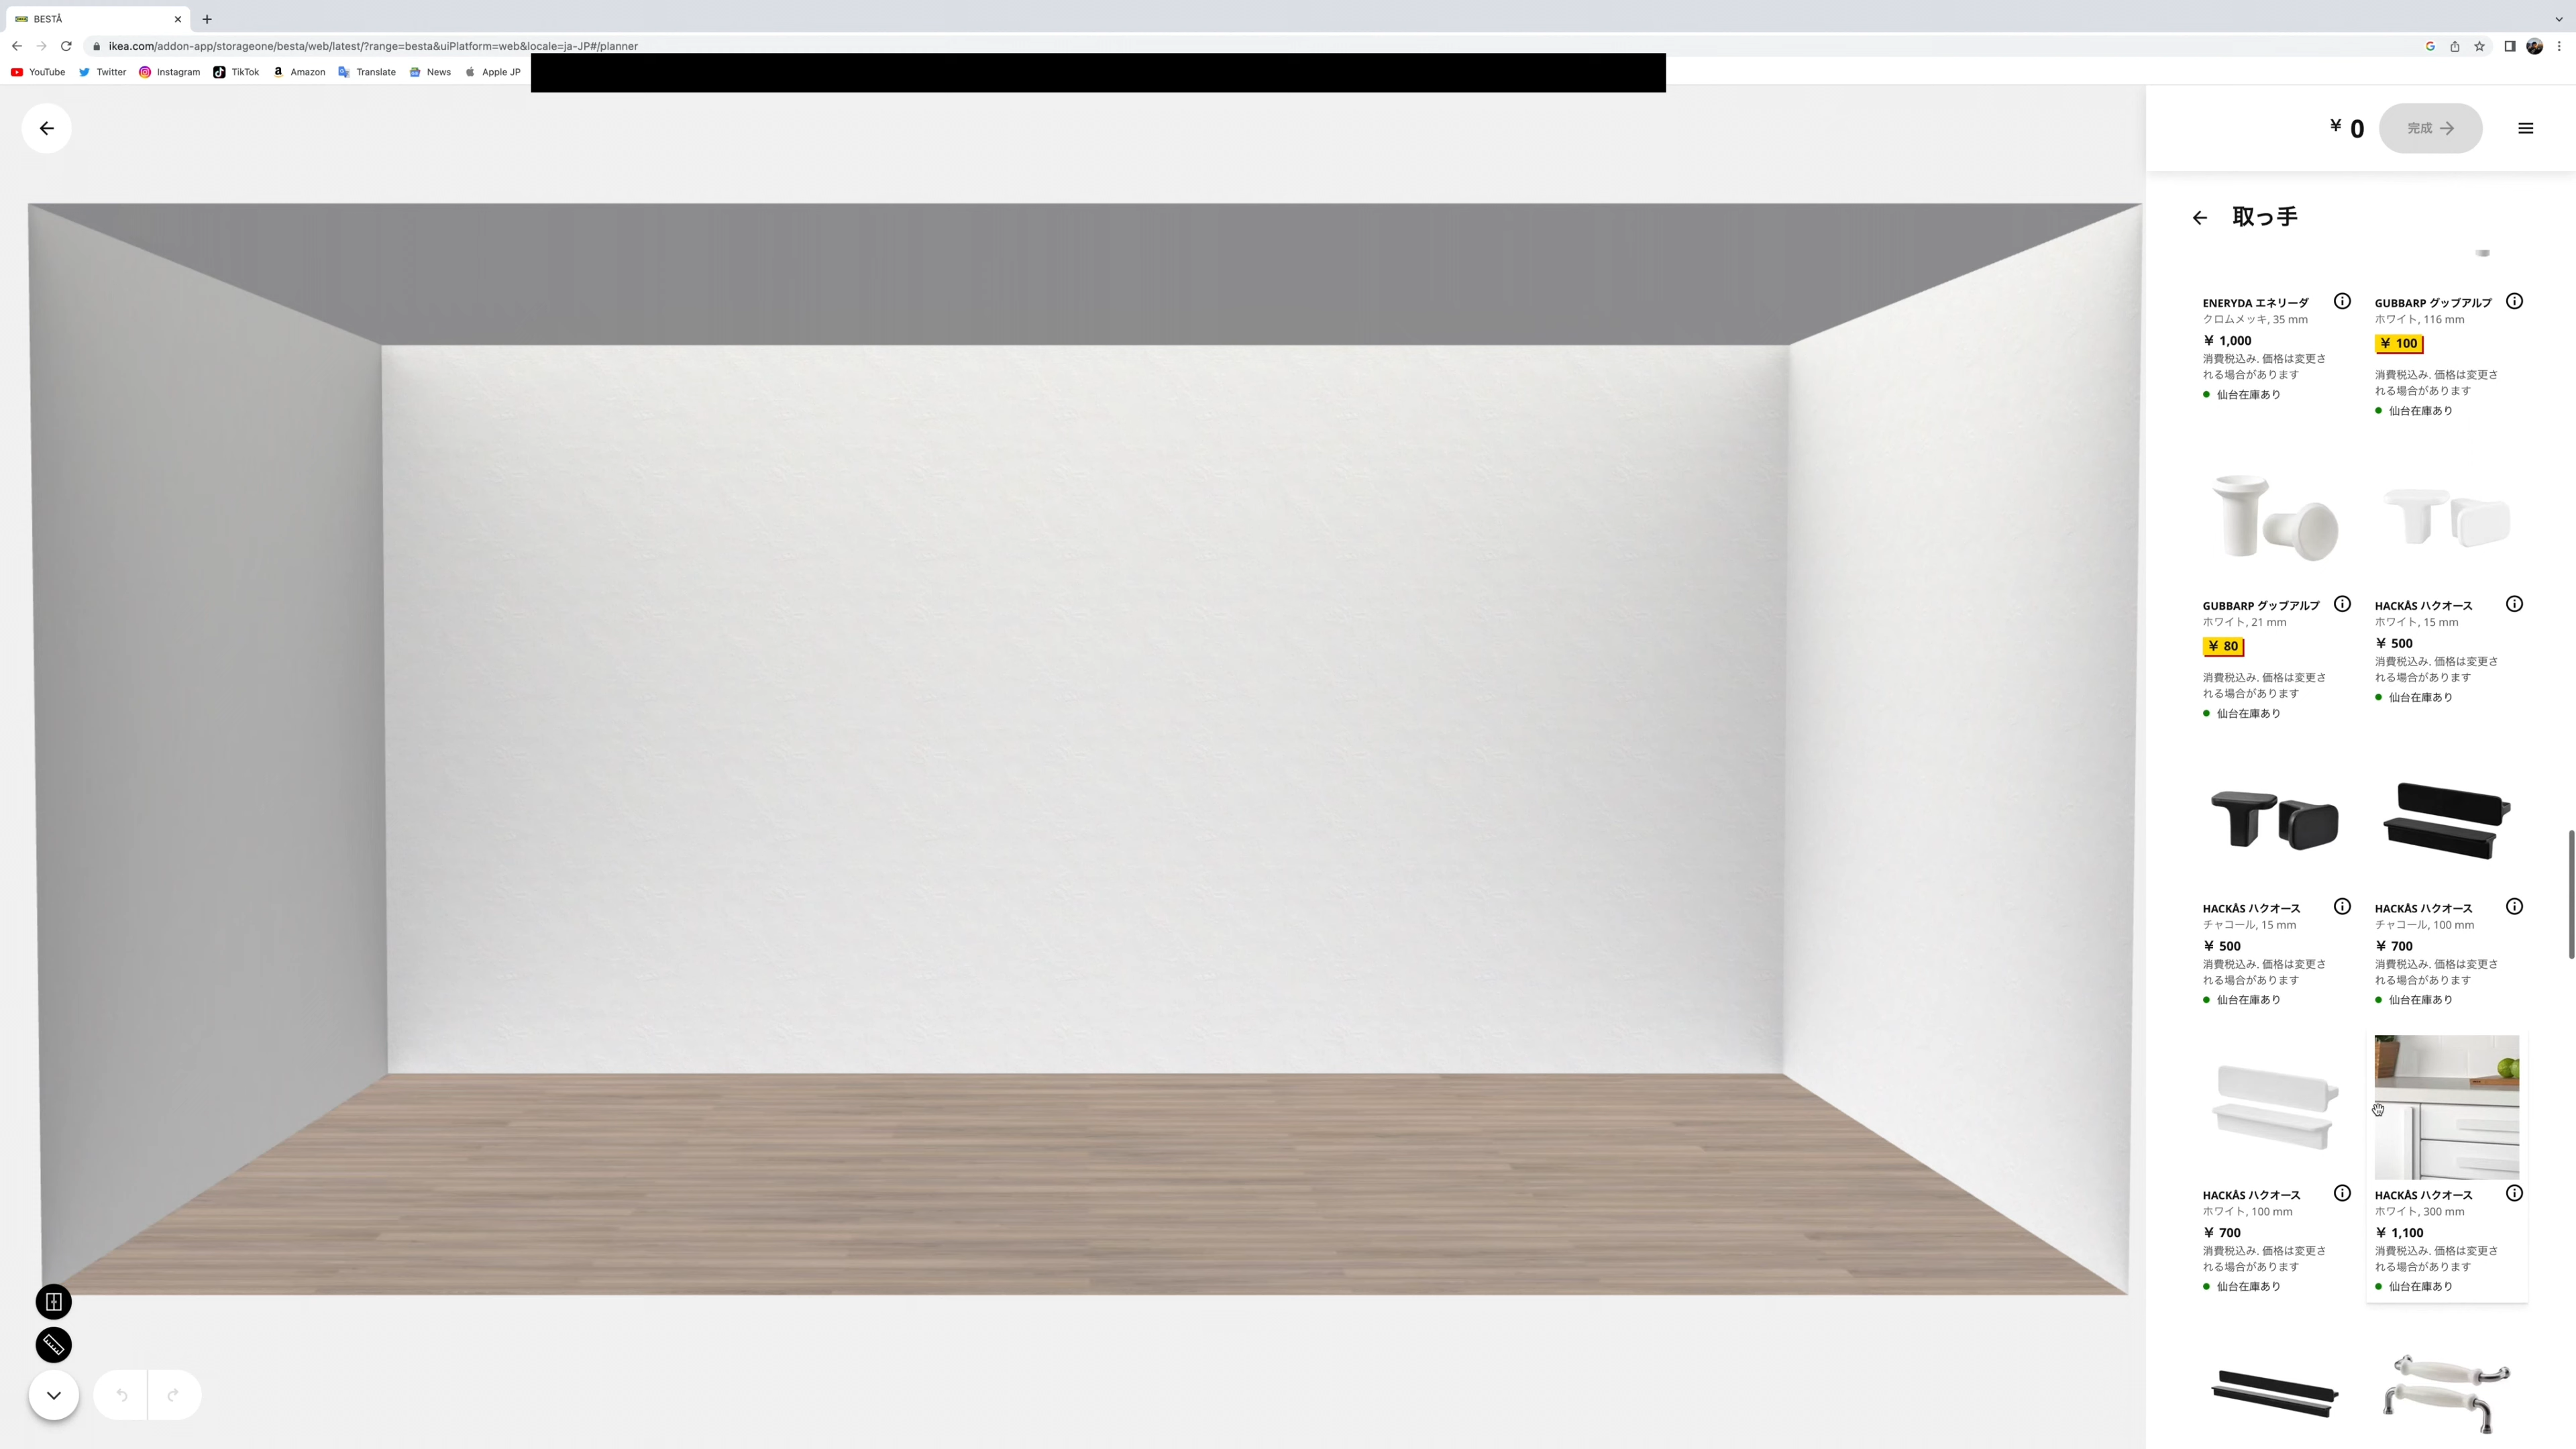 BESTÅ
ikea.com/addon-app/storageone/besta/web/latest/?range=besta&uiPlatform=web&locale=ja-JP#/planner
YouTube Twitter Instagram TikTok Amazon Translate News Apple JP
¥ 0 完成
取っ手
ENERYDA エネリーダ
クロムメッキ, 35 mm
¥ 1,000
消費税込み. 価格は変更さ
れる場合があります
仙台在庫あり
GUBBARP グッブアルプ
ホワイト, 116 mm
¥ 100
消費税込み. 価格は変更さ
れる場合があります
仙台在庫あり
GUBBARP グッブアルプ
ホワイト, 21 mm
¥ 80
消費税込み. 価格は変更さ
れる場合があります
仙台在庫あり
HACKÅS ハクオース
ホワイト, 15 mm
¥ 500
消費税込み. 価格は変更さ
れる場合があります
仙台在庫あり
HACKÅS ハクオース
チャコール, 15 mm
¥ 500
消費税込み. 価格は変更さ
れる場合があります
仙台在庫あり
HACKÅS ハクオース
チャコール, 100 mm
¥ 700
消費税込み. 価格は変更さ
れる場合があります
仙台在庫あり
HACKÅS ハクオース
ホワイト, 100 mm
¥ 700
消費税込み. 価格は変更さ
れる場合があります
仙台在庫あり
HACKÅS ハクオース
ホワイト, 300 mm
¥ 1,100
消費税込み. 価格は変更さ
れる場合があります
仙台在庫あり